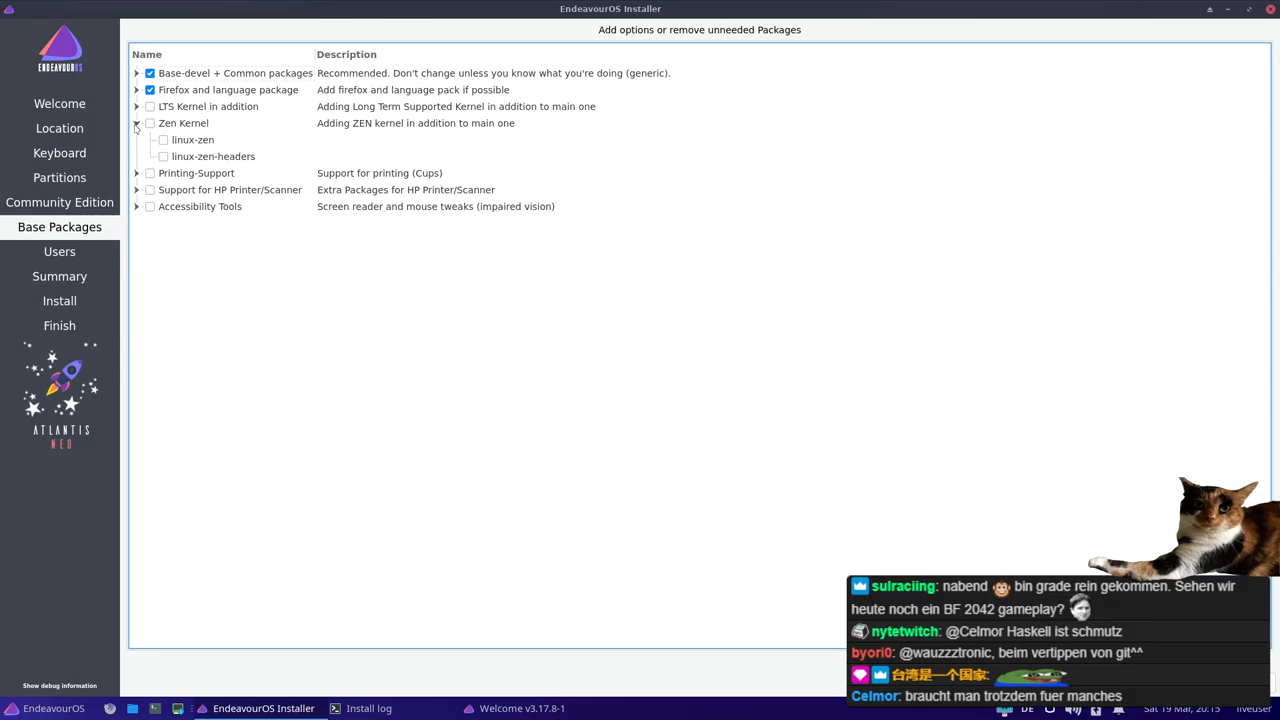 EndeavourOS Installer
Add options or remove unneeded Packages
ENDEAVOUROS
Welcome
Location
Keyboard
Partitions
Community Edition
Base Packages
Users
Summary
Install
Finish
ATLANTIS
NEO
Show debug information
Name Description
Base-devel + Common packages Recommended. Don't change unless you know what you're doing (generic).
Firefox and language package Add firefox and language pack if possible
LTS Kernel in addition Adding Long Term Supported Kernel in addition to main one
Zen Kernel Adding ZEN kernel in addition to main one
linux-zen
linux-zen-headers
Printing-Support Support for printing (Cups)
Support for HP Printer/Scanner Extra Packages for HP Printer/Scanner
Accessibility Tools Screen reader and mouse tweaks (impaired vision)
sulraciing: nabend bin grade rein gekommen. Sehen wir
heute noch ein BF 2042 gameplay?
nytetwitch: @Celmor Haskell ist schmutz
byori0: @wauzzztronic, beim vertippen von git^^
台湾是一个国家:
Celmor: braucht man trotzdem fuer manches
EndeavourOS EndeavourOS Installer Install log Welcome v3.17.8-1 DE Sat 19 Mar, 20:15 liveuser